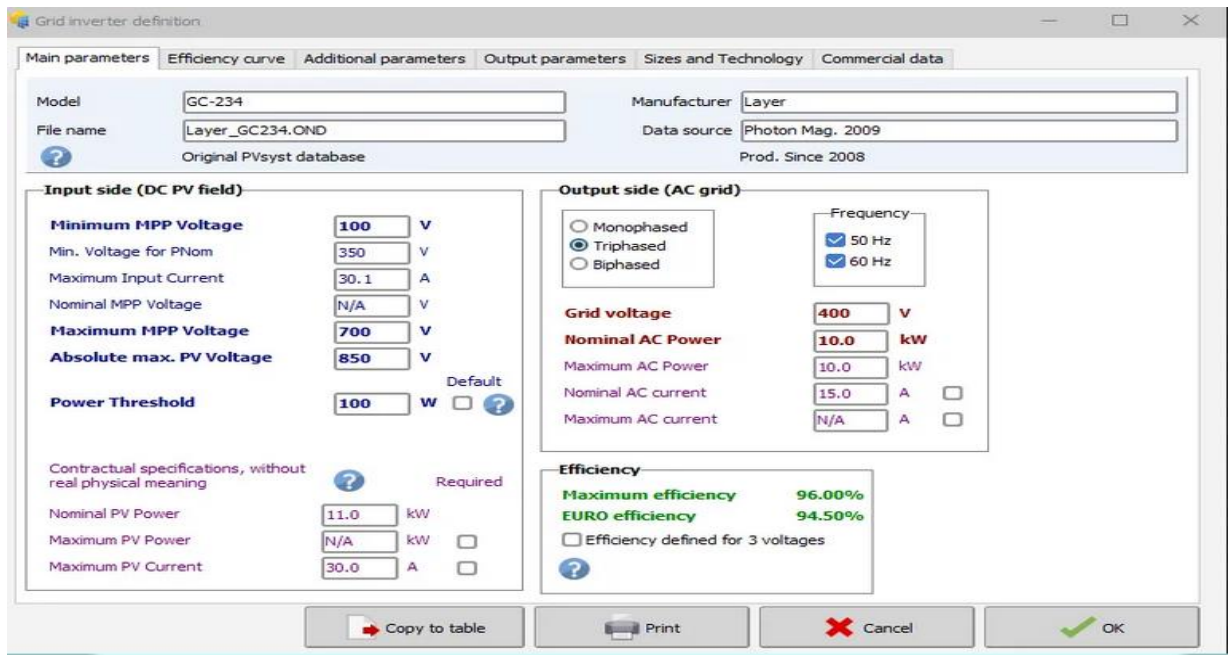 Grid inverter definition
Main parameters Efficiency curve Additional parameters Output parameters Sizes and Technology Commercial data
Model GC-234 Manufacturer Layer
File name Layer_GC234.OND Data source Photon Mag. 2009
? Original PVsyst database Prod. Since 2008
Input side (DC PV field)
Minimum MPP Voltage 100 V
Min. Voltage for PNom 350 V
Maximum Input Current 30.1 A
Nominal MPP Voltage N/A V
Maximum MPP Voltage 700 V
Absolute max. PV Voltage 850 V
Default
Power Threshold 100 W ?
Contractual specifications, without
real physical meaning ? Required
Nominal PV Power 11.0 kW
Maximum PV Power N/A kW
Maximum PV Current 30.0 A
Output side (AC grid)
Monophased
Triphased
Biphased
Frequency
50 Hz
60 Hz
Grid voltage 400 V
Nominal AC Power 10.0 kW
Maximum AC Power 10.0 kW
Nominal AC current 15.0 A
Maximum AC current N/A A
Efficiency
Maximum efficiency 96.00%
EURO efficiency 94.50%
Efficiency defined for 3 voltages
?
Copy to table Print Cancel OK